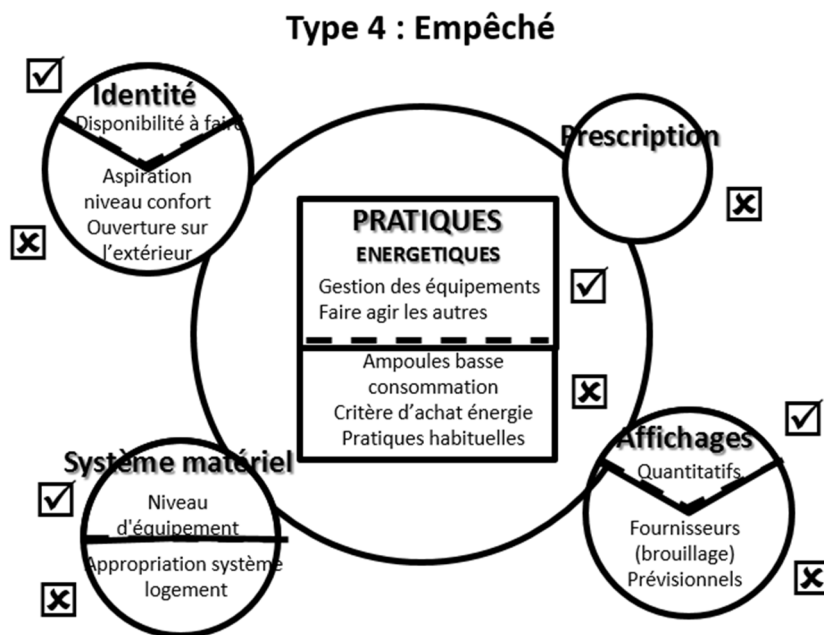 Type 4 : Empêché
Identité
Disponibilité à faire
Aspiration
niveau confort
Ouverture sur
l'extérieur
Prescription
PRATIQUES
ENERGETIQUES
Gestion des équipements
Faire agir les autres
Ampoules basse
consommation
Critère d'achat énergie
Pratiques habituelles
Système matériel
Niveau
d'équipement
Appropriation système
logement
Affichages
Quantitatifs
Fournisseurs
(brouillage)
Prévisionnels